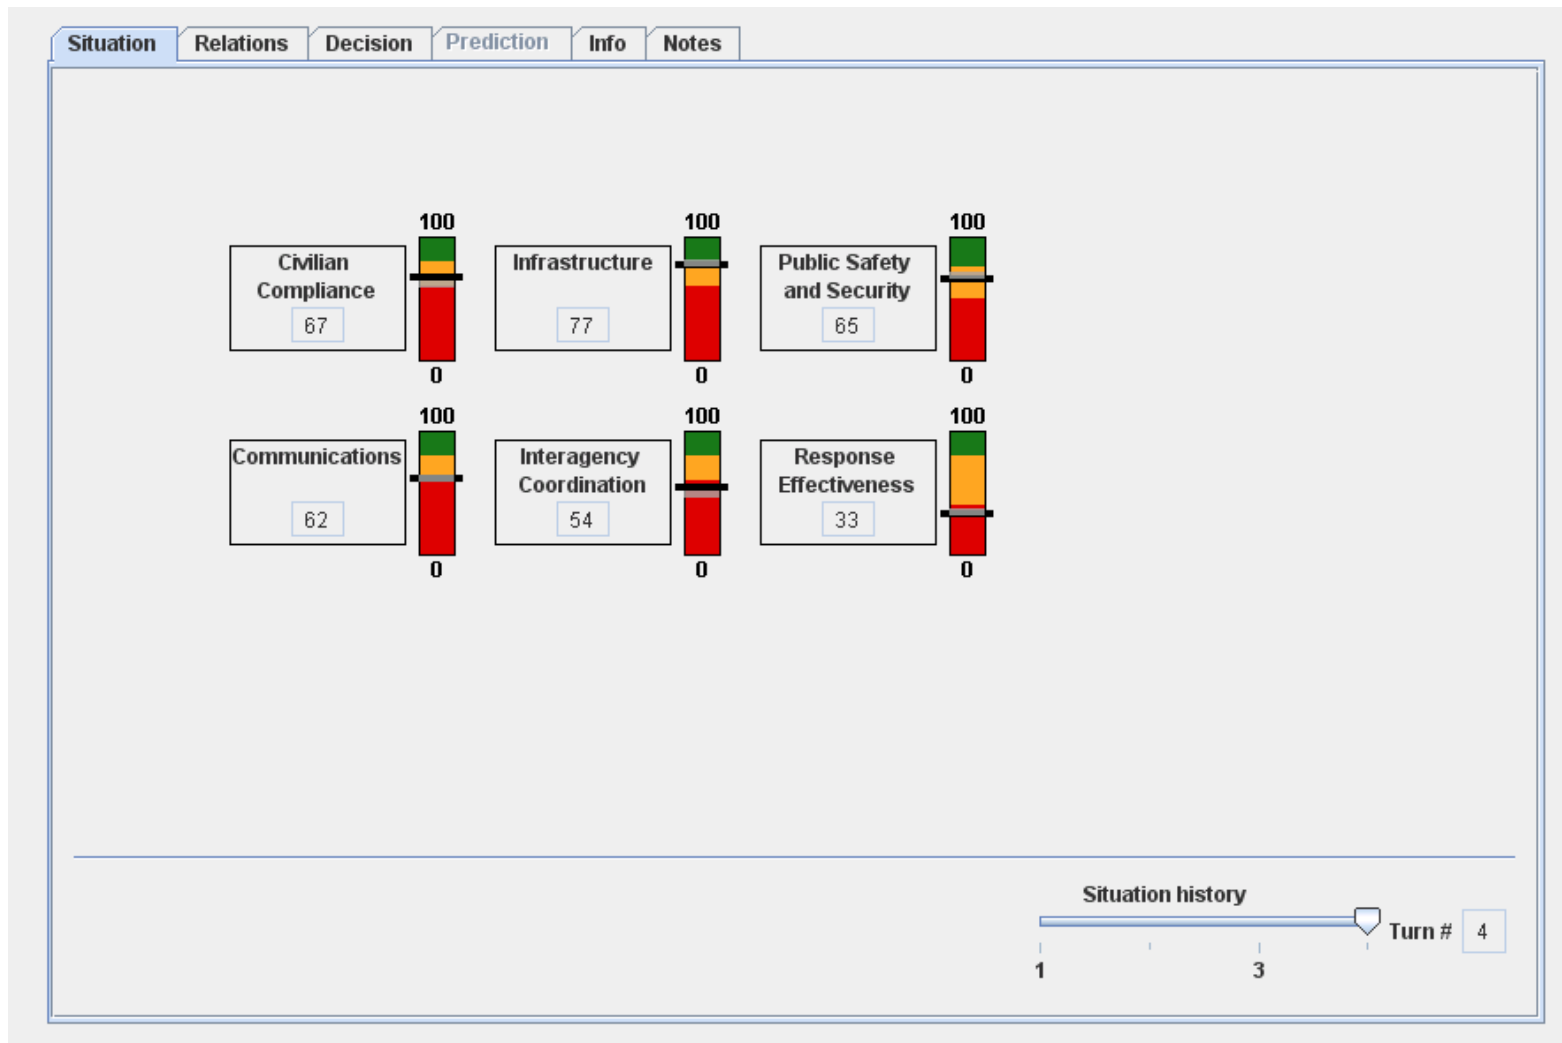 Situation Relations Decision Prediction Info Notes
100 100 100
Civilian Compliance
67
Infrastructure
77
Public Safety and Security
65
0 0 0
100 100 100
Communications
62
Interagency Coordination
54
Response Effectiveness
33
0 0 0
Situation history
Turn # 4
1 3